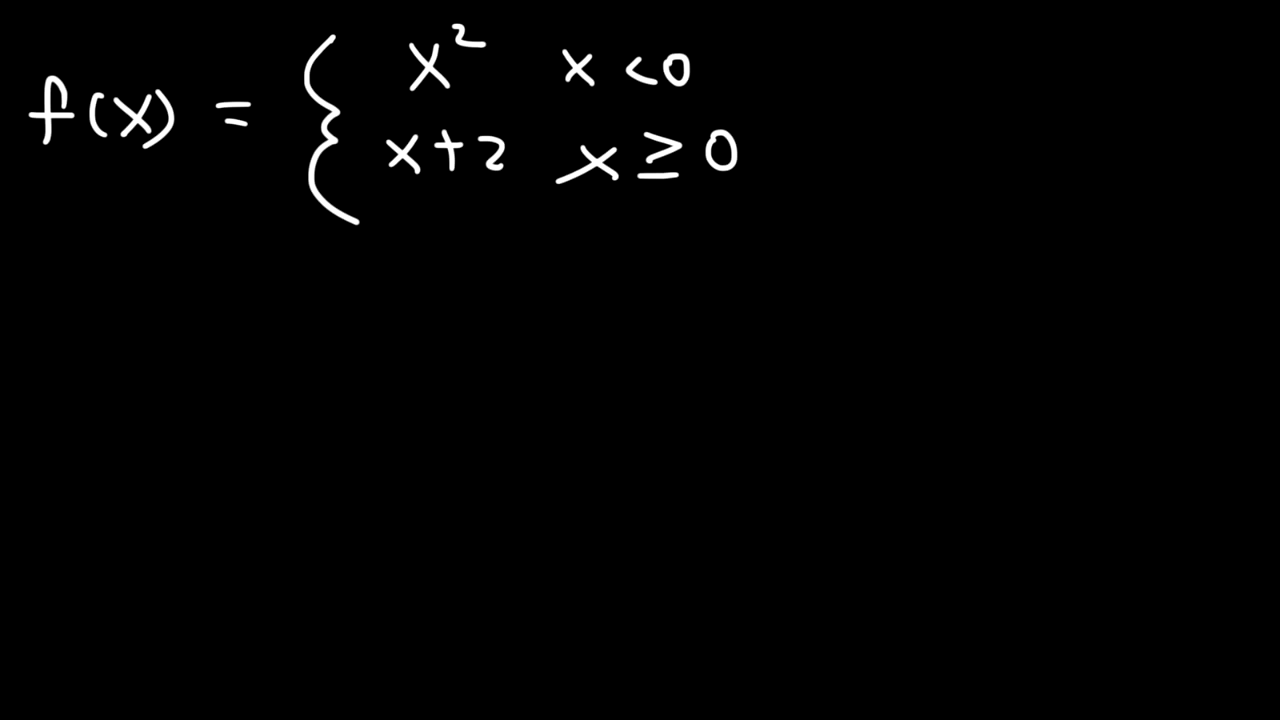 f(x) = { x² x < 0
x + 2 x ≥ 0